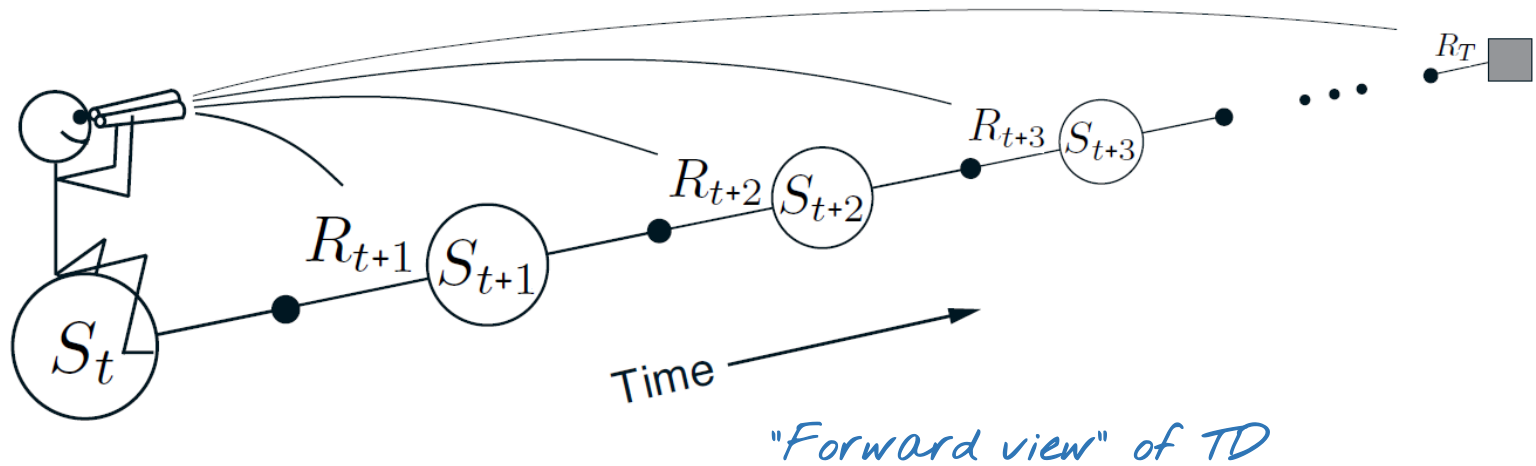 R_T
R_{t+3} S_{t+3}
R_{t+2} S_{t+2}
R_{t+1} S_{t+1}
S_t
Time
"Forward view" of TD